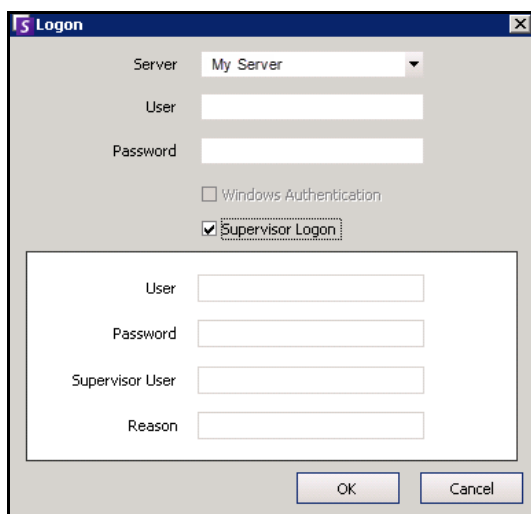 Logon
Server My Server
User
Password
Windows Authentication
Supervisor Logon
User
Password
Supervisor User
Reason
OK Cancel